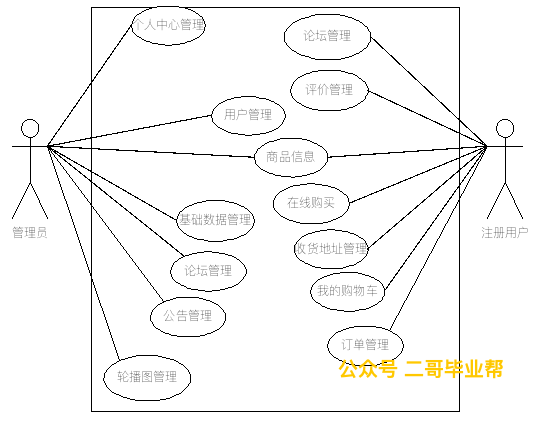 个人中心管理
论坛管理
评价管理
用户管理
商品信息
在线购买
基础数据管理
管理员
注册用户
收货地址管理
论坛管理
我的购物车
公告管理
订单管理
公众号 二哥毕业帮
轮播图管理